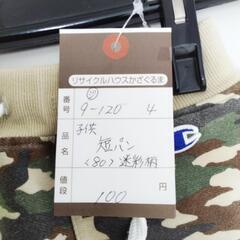 リサイクルハウスかざぐるま
番号 9-120 4
品名 子供
短パン
<80> 迷彩柄
値段 100 円